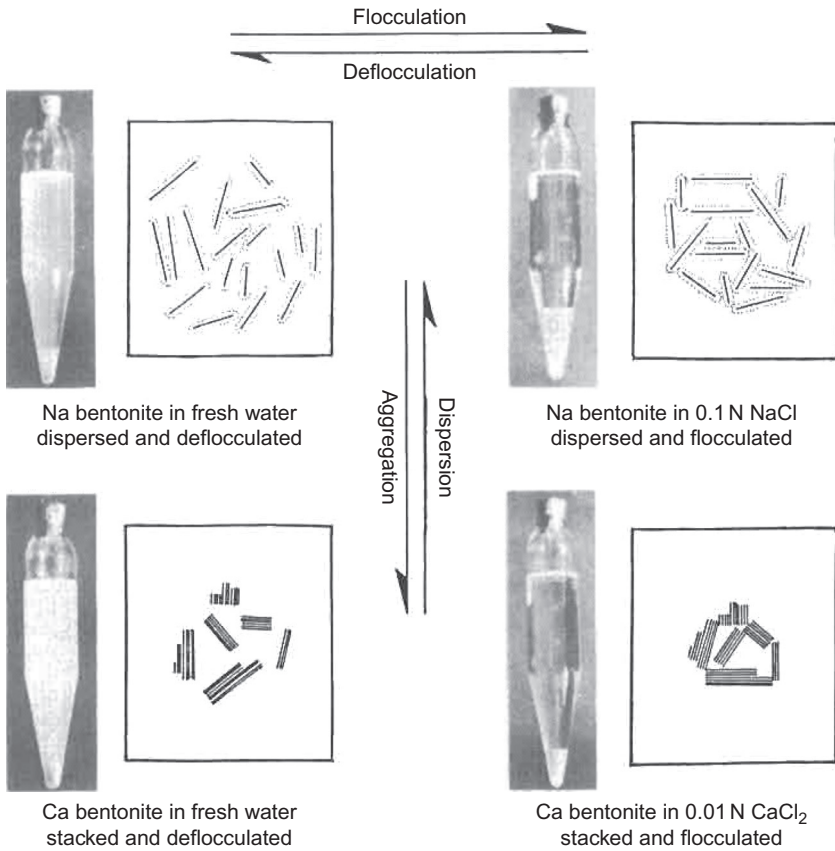 Flocculation
Deflocculation
Na bentonite in fresh water
dispersed and deflocculated
Na bentonite in 0.1 N NaCl
dispersed and flocculated
Aggregation
Dispersion
Ca bentonite in fresh water
stacked and deflocculated
Ca bentonite in 0.01 N CaCl₂
stacked and flocculated